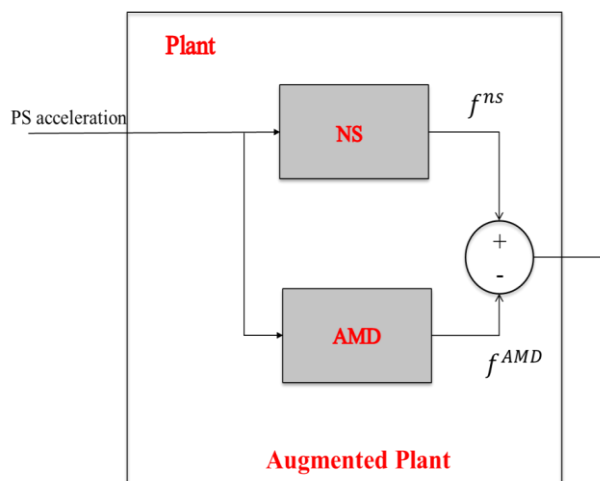 Plant
PS acceleration
NS
f^{ns}
+
-
AMD
f^{AMD}
Augmented Plant